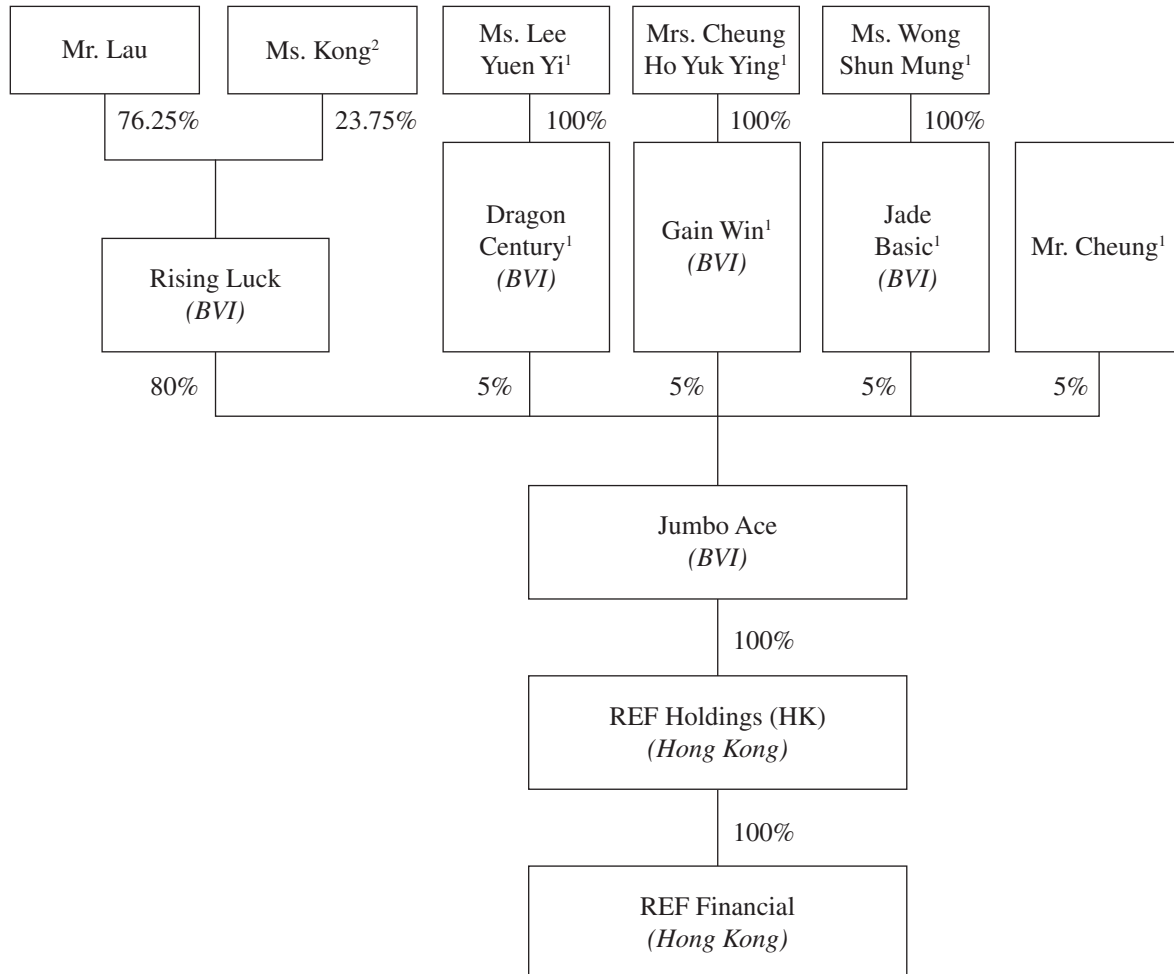 Mr. Lau
Ms. Kong²
Ms. Lee
Yuen Yi¹
Mrs. Cheung
Ho Yuk Ying¹
Ms. Wong
Shun Mung¹
76.25%
23.75%
100%
100%
100%
Rising Luck
(BVI)
Dragon
Century¹
(BVI)
Gain Win¹
(BVI)
Jade
Basic¹
(BVI)
Mr. Cheung¹
80%
5%
5%
5%
5%
Jumbo Ace
(BVI)
100%
REF Holdings (HK)
(Hong Kong)
100%
REF Financial
(Hong Kong)